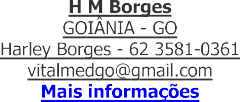 H M Borges
GOIÂNIA - GO
Harley Borges - 62 3581-0361
vitalmedgo@gmail.com
Mais informações